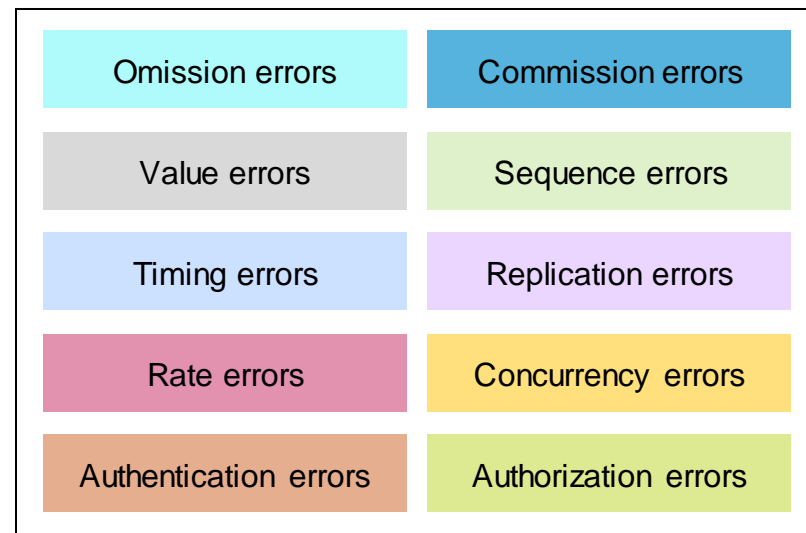 Omission errors
Commission errors
Value errors
Sequence errors
Timing errors
Replication errors
Rate errors
Concurrency errors
Authentication errors
Authorization errors